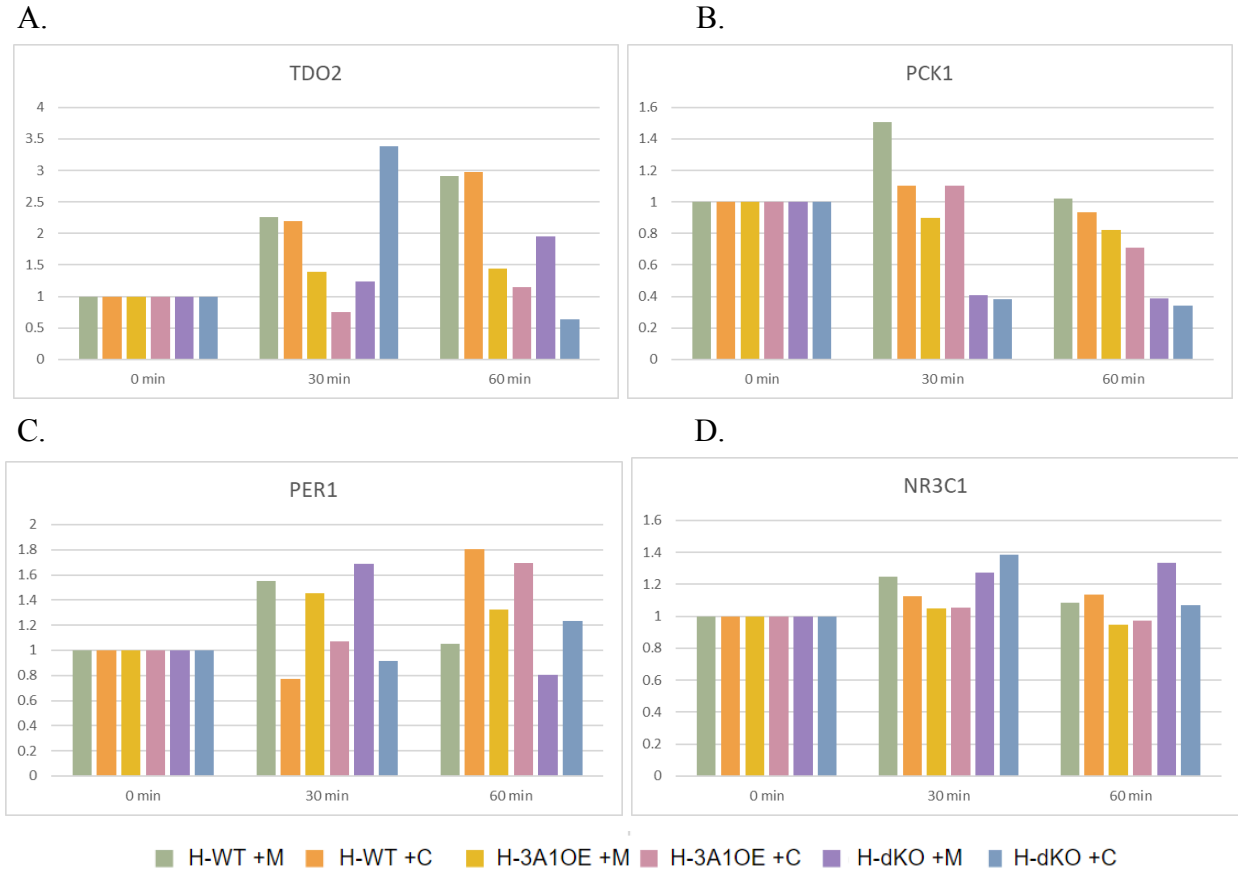 A.
B.
TDO2
4
3.5
3
2.5
2
1.5
1
0.5
0
0 min 30 min 60 min
PCK1
1.6
1.4
1.2
1
0.8
0.6
0.4
0.2
0
0 min 30 min 60 min
C.
D.
PER1
2
1.8
1.6
1.4
1.2
1
0.8
0.6
0.4
0.2
0
0 min 30 min 60 min
NR3C1
1.6
1.4
1.2
1
0.8
0.6
0.4
0.2
0
0 min 30 min 60 min
H-WT +M H-WT +C H-3A1OE +M H-3A1OE +C H-dKO +M H-dKO +C